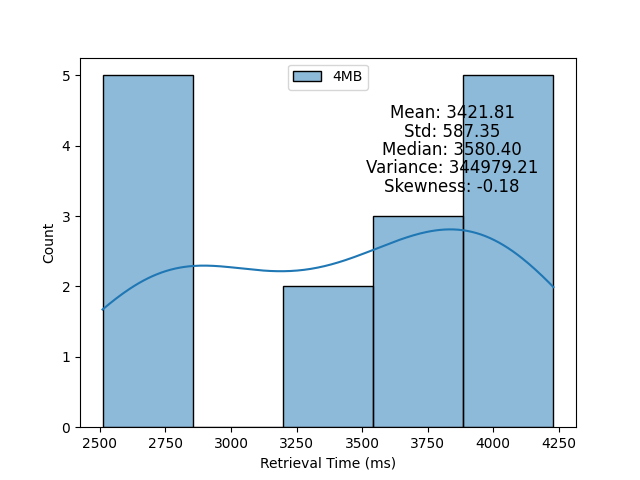 4MB
Mean: 3421.81
Std: 587.35
Median: 3580.40
Variance: 344979.21
Skewness: -0.18
5
4
3
2
1
0
Count
2500 2750 3000 3250 3500 3750 4000 4250
Retrieval Time (ms)